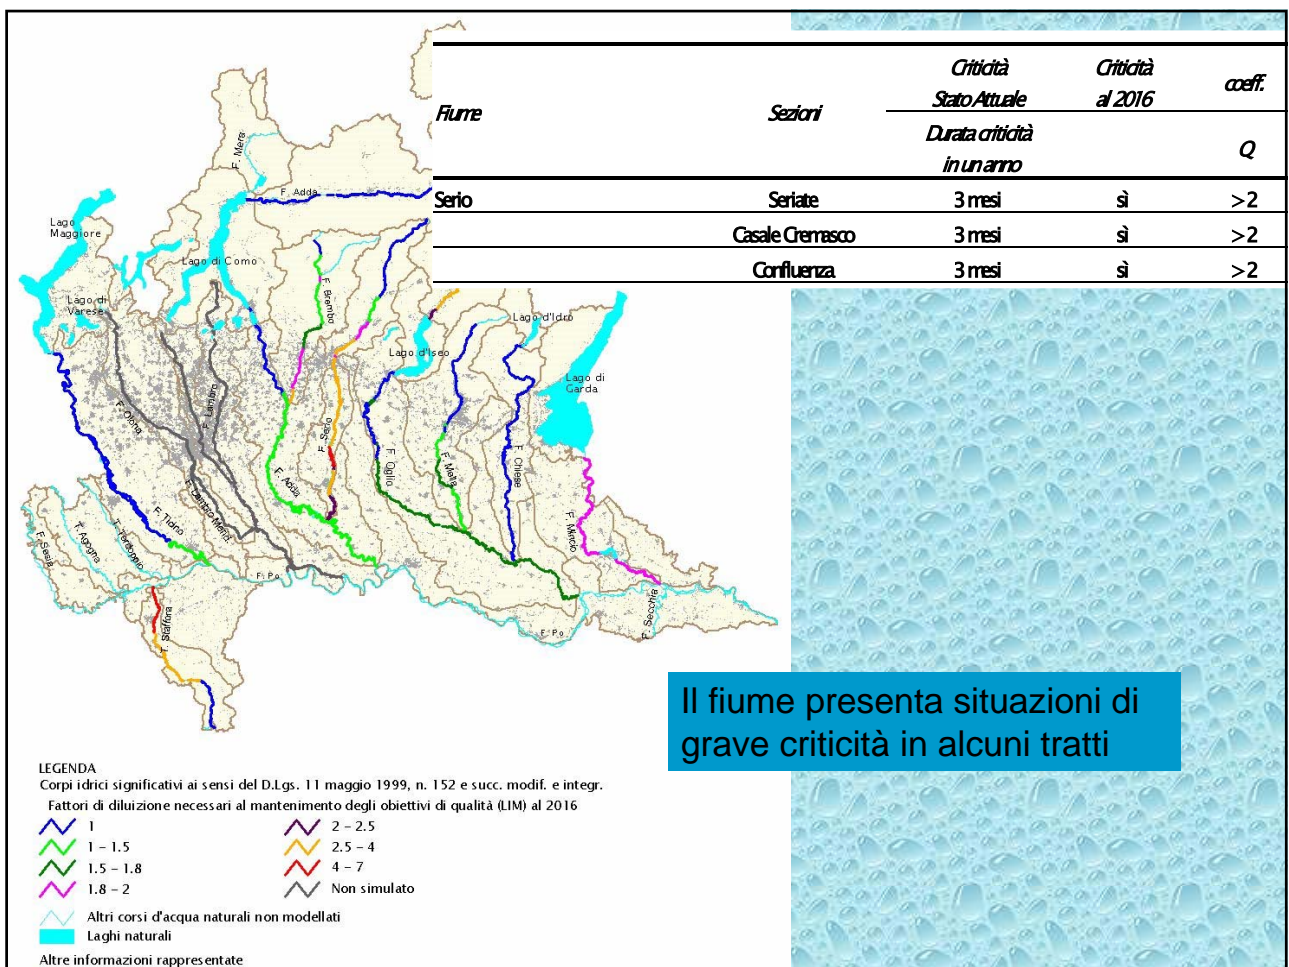 Criticità Criticità coeff.
Fiume Sezioni Stato Attuale al 2016
Durata criticità Q
in un anno
Serio Seriate 3 mesi sì > 2
Casale Cremasco 3 mesi sì > 2
Confluenza 3 mesi sì > 2
F. Mera
F. Adda
Lago
Maggiore
Lago di Como
Lago di
Varese
F. Brembo
Lago d'Idro
Lago d'Iseo
Lago di
Garda
F. Olona
F. Lambro
F. Serio
F. Adda
F. Oglio
F. Mella
F. Chiese
F. Mincio
F. Sesia
T. Agogna
T. Terdoppio
F. Ticino
F. Lambro Merid.
F. Po
T. Staffora
F. Po
F. Secchia
Il fiume presenta situazioni di
grave criticità in alcuni tratti
LEGENDA
Corpi idrici significativi ai sensi del D.Lgs. 11 maggio 1999, n. 152 e succ. modif. e integr.
Fattori di diluizione necessari al mantenimento degli obiettivi di qualità (LIM) al 2016
1 2 – 2.5
1 – 1.5 2.5 – 4
1.5 – 1.8 4 – 7
1.8 – 2 Non simulato
Altri corsi d'acqua naturali non modellati
Laghi naturali
Altre informazioni rappresentate